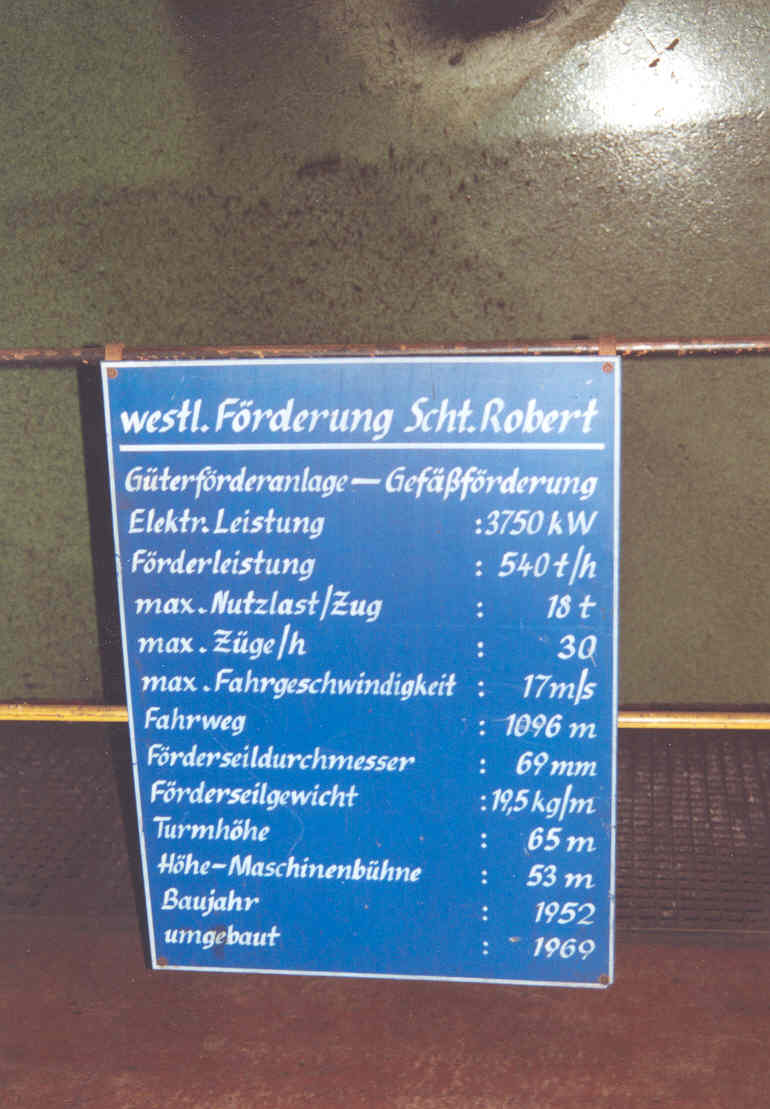 westl. Förderung Scht. Robert
Güterförderanlage — Gefäßförderung
Elektr. Leistung : 3750 kW
Förderleistung : 540 t/h
max. Nutzlast/Zug : 18 t
max. Züge/h : 30
max. Fahrgeschwindigkeit : 17 m/s
Fahrweg : 1096 m
Förderseildurchmesser : 69 mm
Förderseilgewicht : 19,5 kg/m
Turmhöhe : 65 m
Höhe-Maschinenbühne : 53 m
Baujahr : 1952
umgebaut : 1969